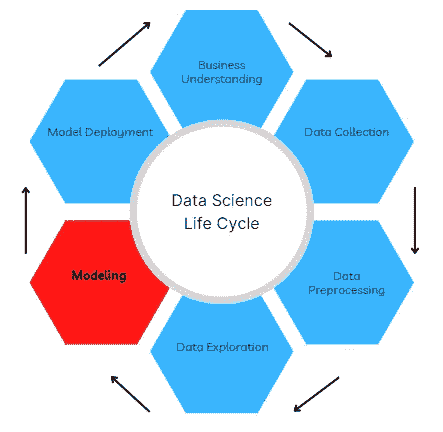 Business
Understanding
Data Collection
Data
Preprocessing
Data Exploration
Modeling
Model Deployment
Data Science
Life Cycle